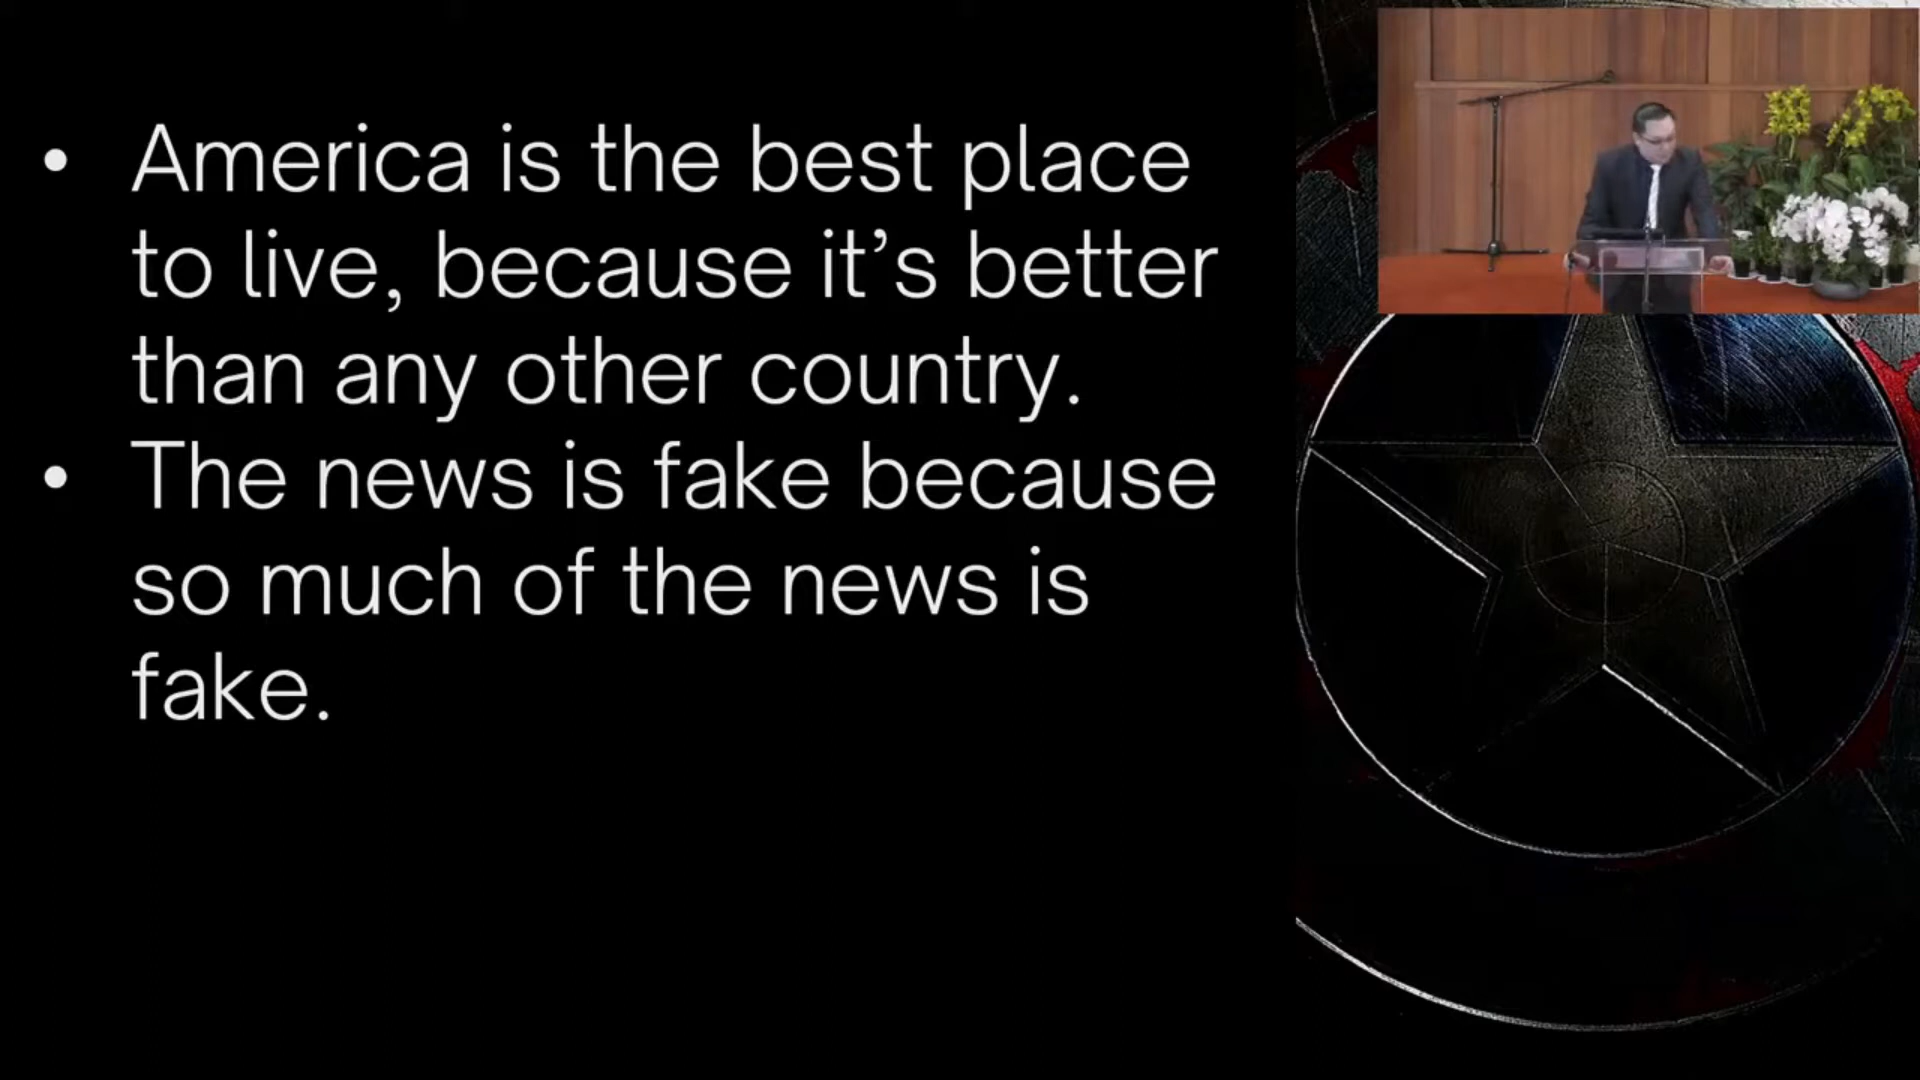 • America is the best place
to live, because it’s better
than any other country.
• The news is fake because
so much of the news is
fake.